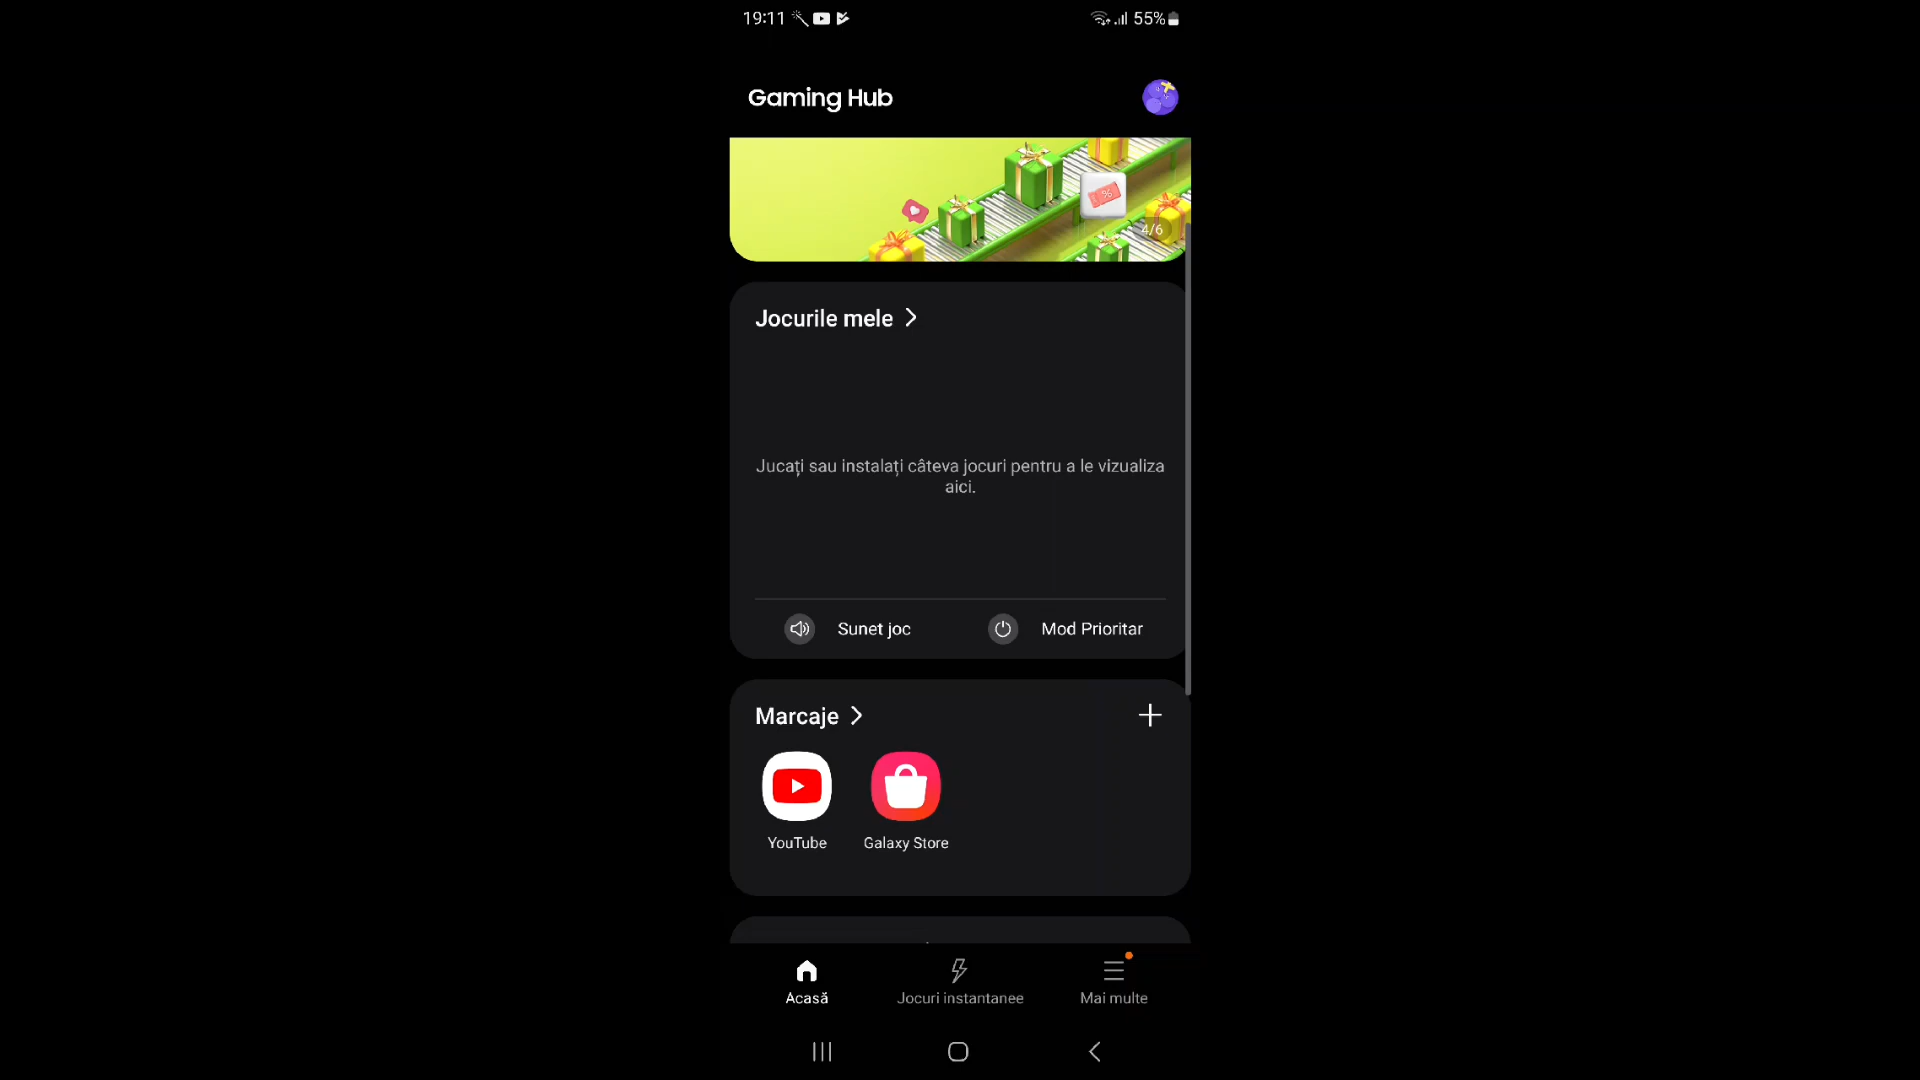 19:11
55%
Gaming Hub
%
4/6
Jocurile mele
Jucați sau instalați câteva jocuri pentru a le vizualiza
aici.
Sunet joc
Mod Prioritar
Marcaje
YouTube
Galaxy Store
Acasă
Jocuri instantanee
Mai multe